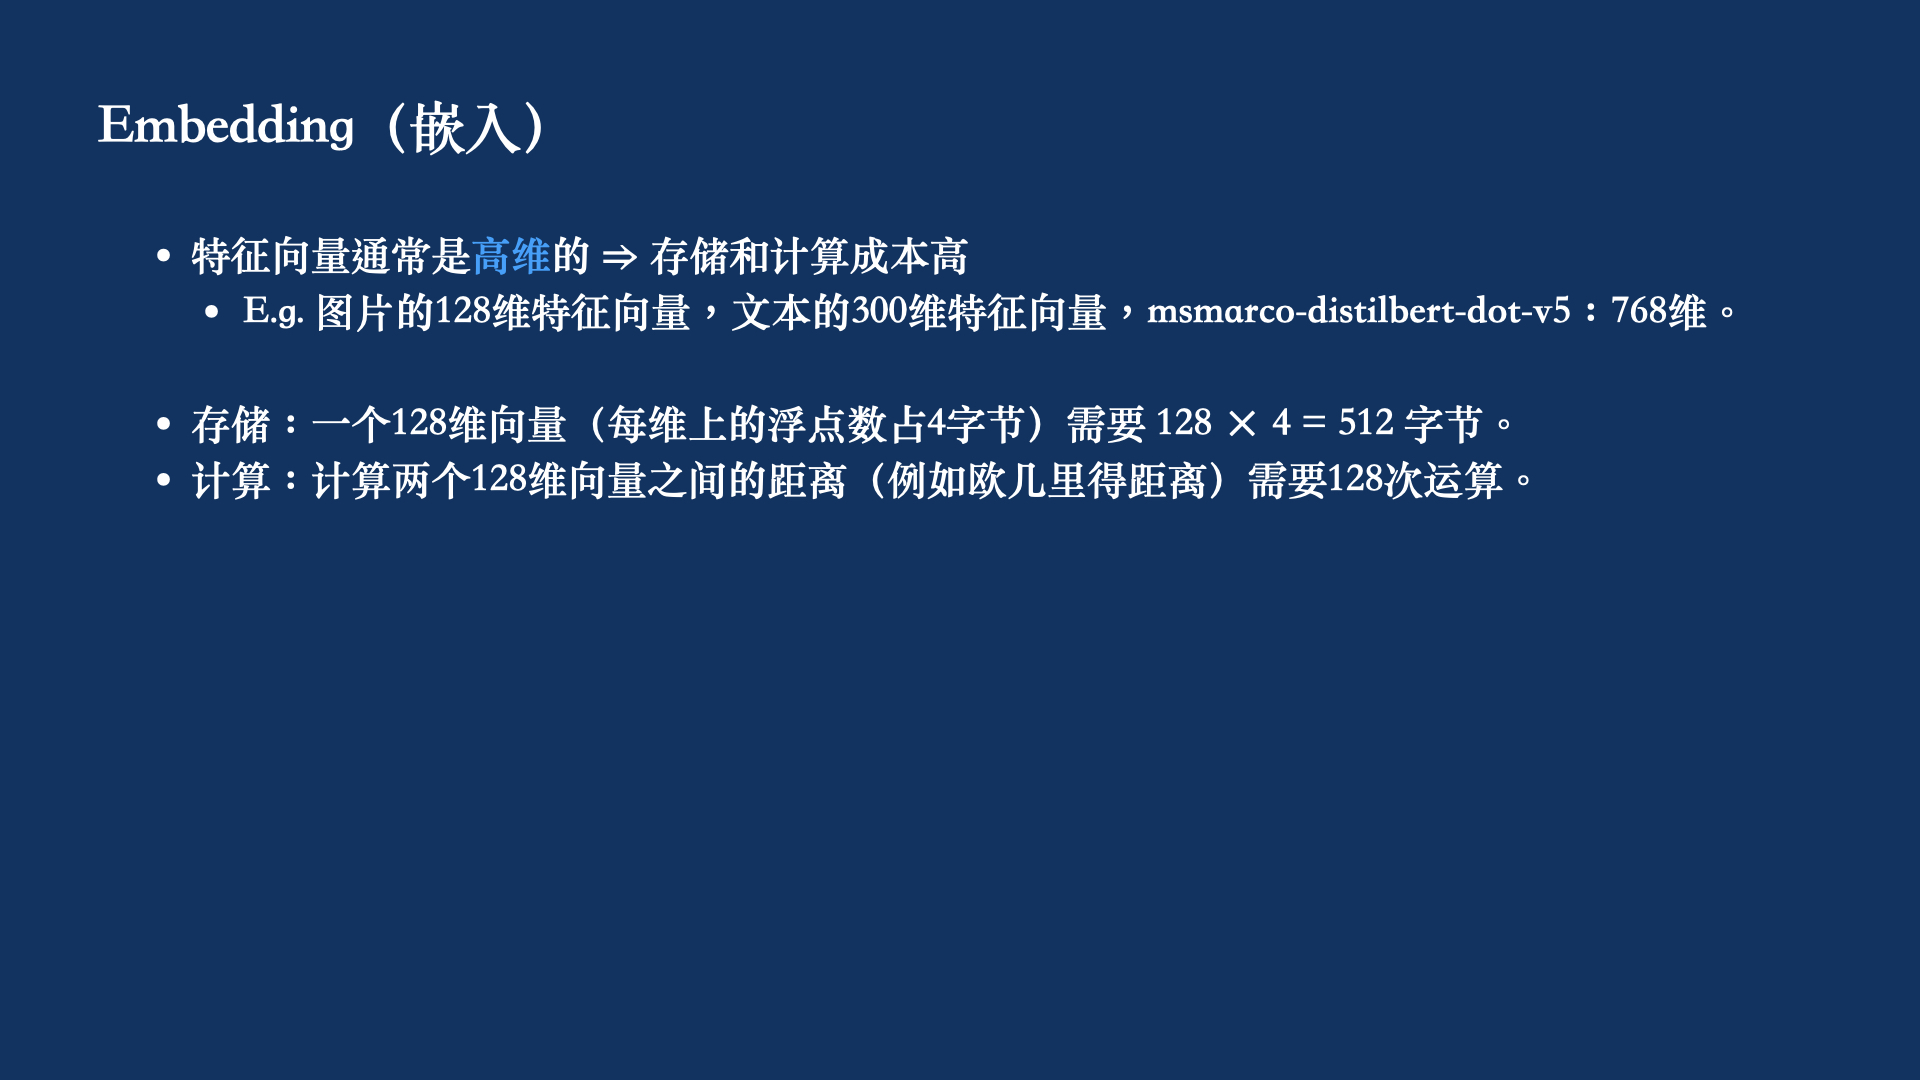 Embedding（嵌入）
• 特征向量通常是高维的 ⇒ 存储和计算成本高
• E.g. 图片的128维特征向量，文本的300维特征向量，msmarco-distilbert-dot-v5：768维。
• 存储：一个128维向量（每维上的浮点数占4字节）需要 128 × 4 = 512 字节。
• 计算：计算两个128维向量之间的距离（例如欧几里得距离）需要128次运算。